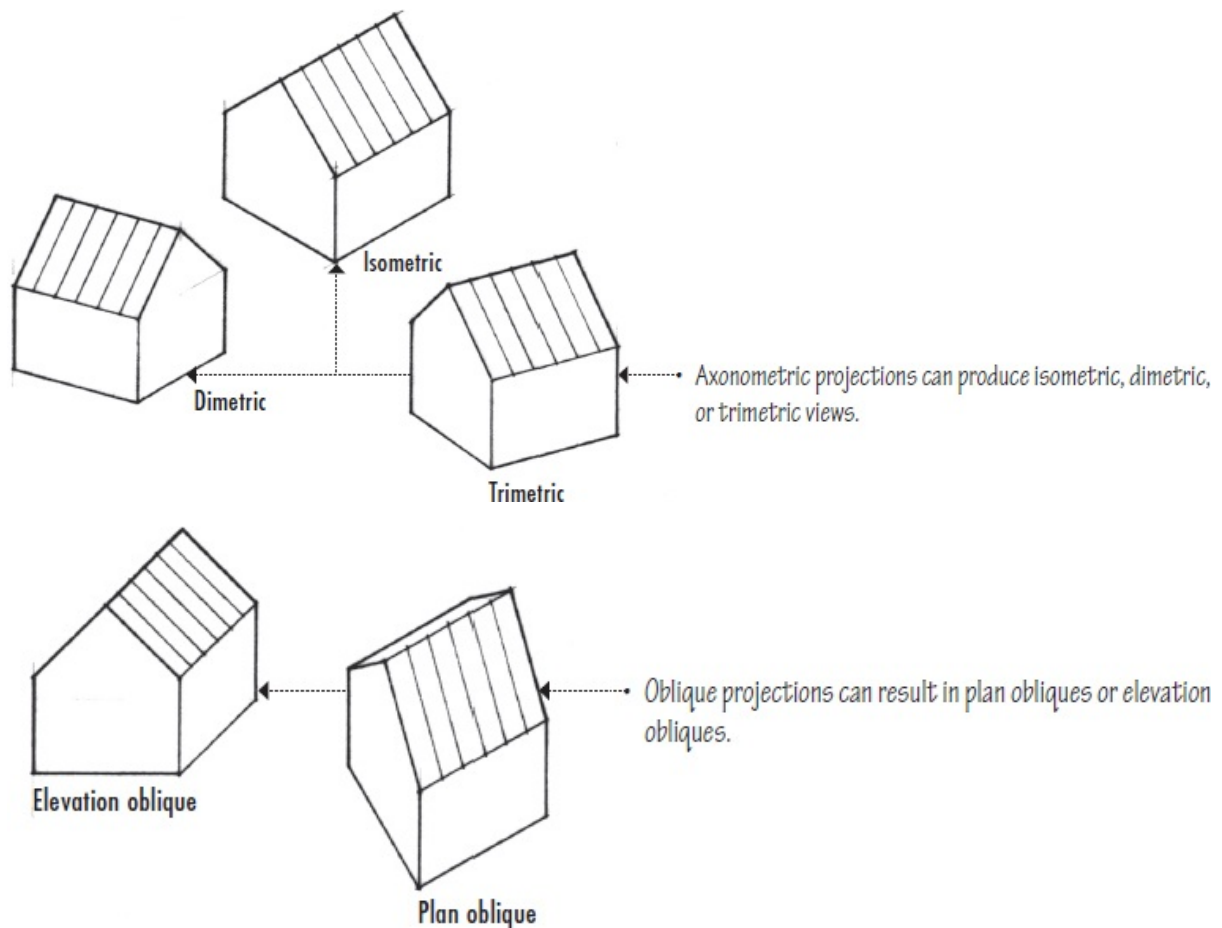 Isometric
Dimetric
Axonometric projections can produce isometric, dimetric,
or trimetric views.
Trimetric
Oblique projections can result in plan obliques or elevation
obliques.
Elevation oblique
Plan oblique